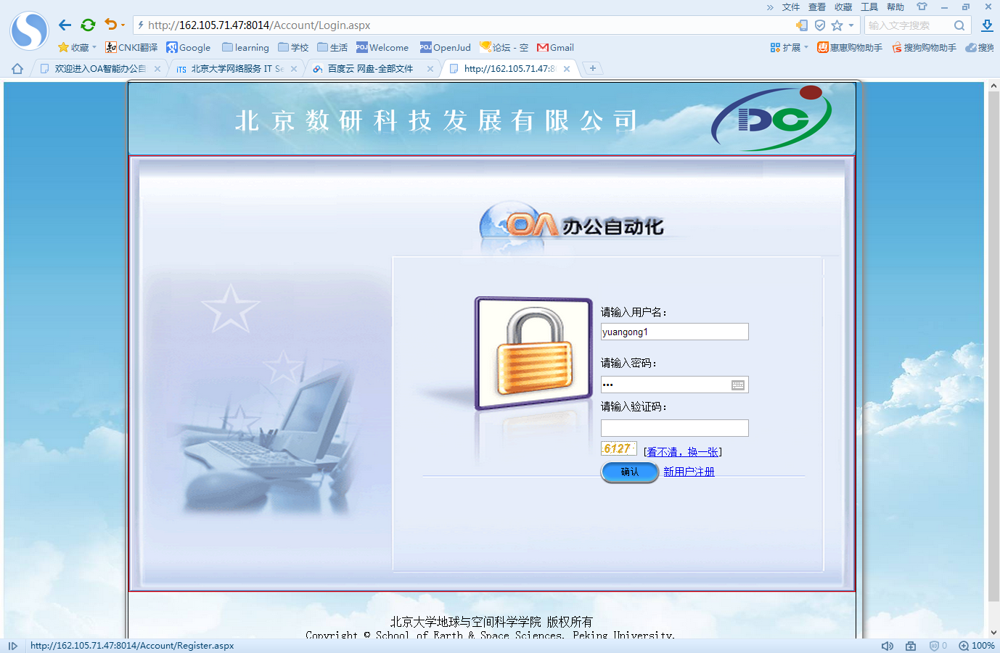 » 文件 查看 收藏 工具 帮助
http://162.105.71.47:8014/Account/Login.aspx
输入文字搜索
收藏 CNKI翻译 Google learning 学校 生活 POJ Welcome POJ OpenJud 论坛 - 空 Gmail
扩展 惠惠购物助手 搜狗购物助手 搜狗
欢迎进入OA智能办公自 iTS 北京大学网络服务 IT Se 百度云 网盘-全部文件 http://162.105.71.47:8
北京数研科技发展有限公司
DC
OA办公自动化
请输入用户名：
yuangong1
请输入密码：
•••
请输入验证码：
6127 [看不清，换一张]
确认 新用户注册
北京大学地球与空间科学学院 版权所有
Copyright © School of Earth & Space Sciences, Peking University.
http://162.105.71.47:8014/Account/Register.aspx
0 100%